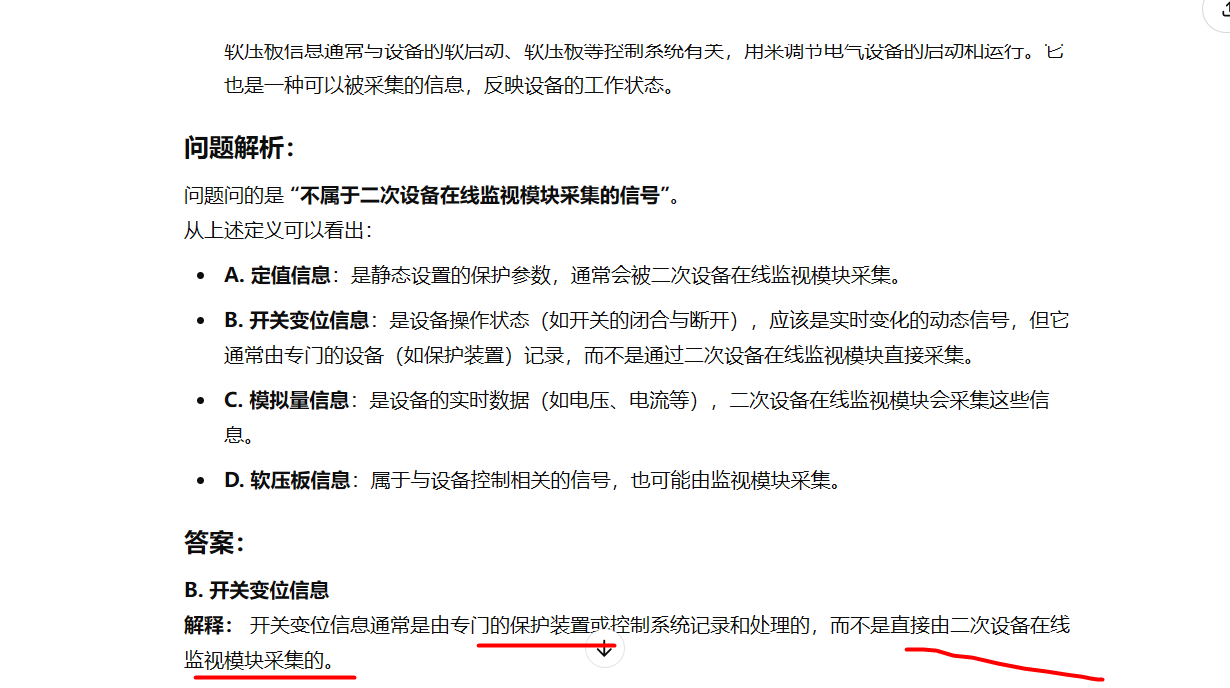 软压板信息通常与设备的软启动、软压板等控制系统有关，用来调节电气设备的启动和运行。它
也是一种可以被采集的信息，反映设备的工作状态。
问题解析：
问题问的是 “不属于二次设备在线监视模块采集的信号”。
从上述定义可以看出：
• A. 定值信息：是静态设置的保护参数，通常会被二次设备在线监视模块采集。
• B. 开关变位信息：是设备操作状态（如开关的闭合与断开），应该是实时变化的动态信号，但它
通常由专门的设备（如保护装置）记录，而不是通过二次设备在线监视模块直接采集。
• C. 模拟量信息：是设备的实时数据（如电压、电流等），二次设备在线监视模块会采集这些信
息。
• D. 软压板信息：属于与设备控制相关的信号，也可能由监视模块采集。
答案：
B. 开关变位信息
解释： 开关变位信息通常是由专门的保护装置或控制系统记录和处理的，而不是直接由二次设备在线
监视模块采集的。